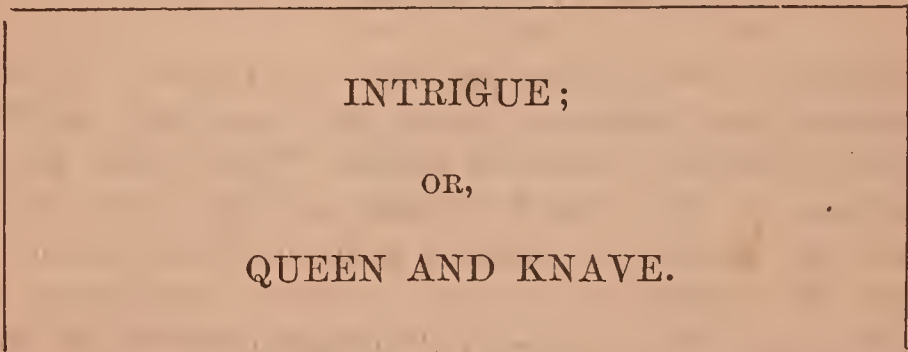 INTRIGUE;
OR,
QUEEN AND KNAVE.